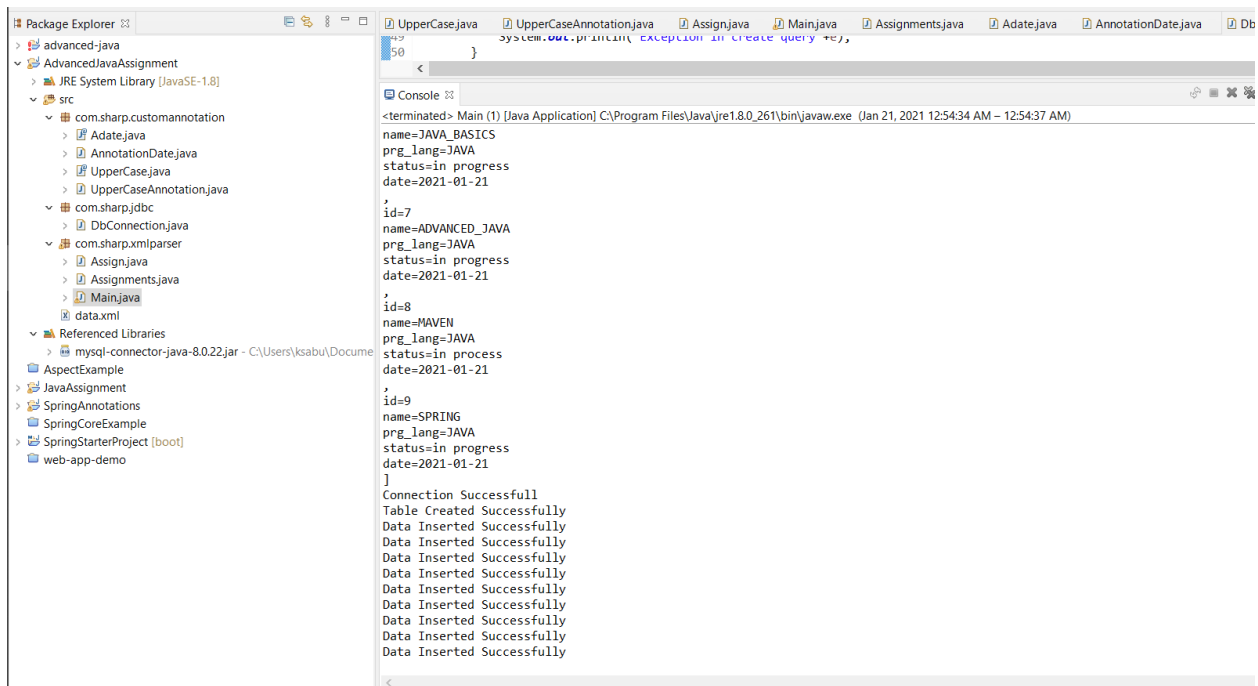 Package Explorer
advanced-java
AdvancedJavaAssignment
JRE System Library [JavaSE-1.8]
src
com.sharp.customannotation
Adate.java
AnnotationDate.java
UpperCase.java
UpperCaseAnnotation.java
com.sharp.jdbc
DbConnection.java
com.sharp.xmlparser
Assign.java
Assignments.java
Main.java
data.xml
Referenced Libraries
mysql-connector-java-8.0.22.jar - C:\Users\ksabu\Docume
AspectExample
JavaAssignment
SpringAnnotations
SpringCoreExample
SpringStarterProject [boot]
web-app-demo
UpperCase.java UpperCaseAnnotation.java Assign.java Main.java Assignments.java Adate.java AnnotationDate.java Db
49 System.out.println("Exception in create query"+e);
50 }
Console
<terminated> Main (1) [Java Application] C:\Program Files\Java\jre1.8.0_261\bin\javaw.exe (Jan 21, 2021 12:54:34 AM – 12:54:37 AM)
name=JAVA_BASICS
prg_lang=JAVA
status=in progress
date=2021-01-21
,
id=7
name=ADVANCED_JAVA
prg_lang=JAVA
status=in progress
date=2021-01-21
,
id=8
name=MAVEN
prg_lang=JAVA
status=in process
date=2021-01-21
,
id=9
name=SPRING
prg_lang=JAVA
status=in progress
date=2021-01-21
]
Connection Successfull
Table Created Successfully
Data Inserted Successfully
Data Inserted Successfully
Data Inserted Successfully
Data Inserted Successfully
Data Inserted Successfully
Data Inserted Successfully
Data Inserted Successfully
Data Inserted Successfully
Data Inserted Successfully